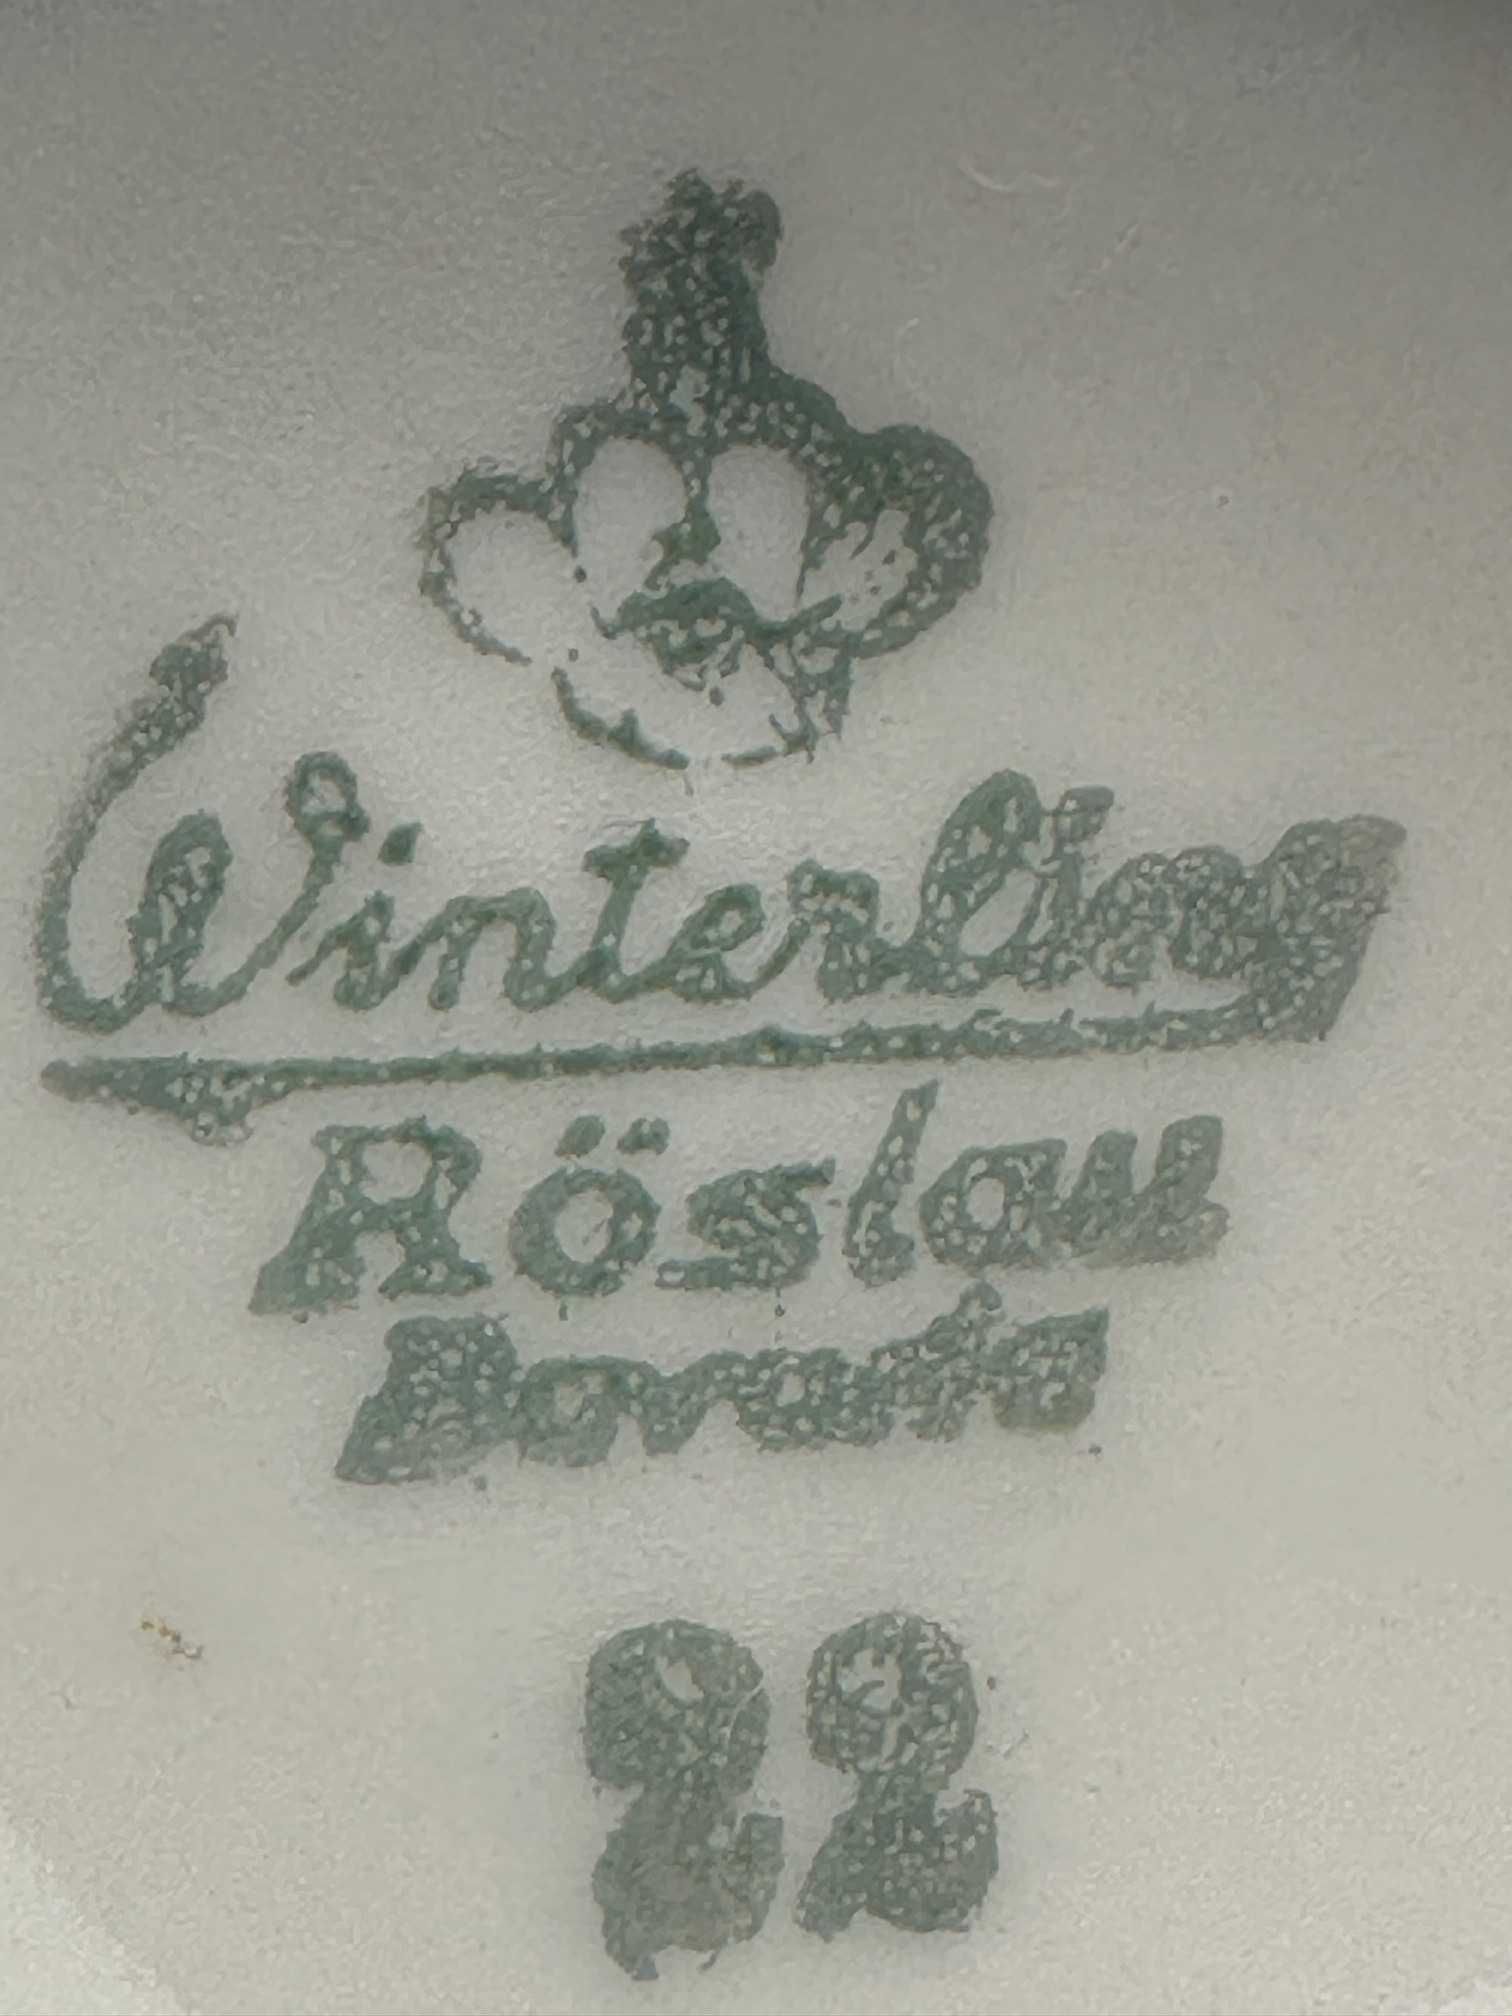 Winterling
Röslau
Bavaria
22